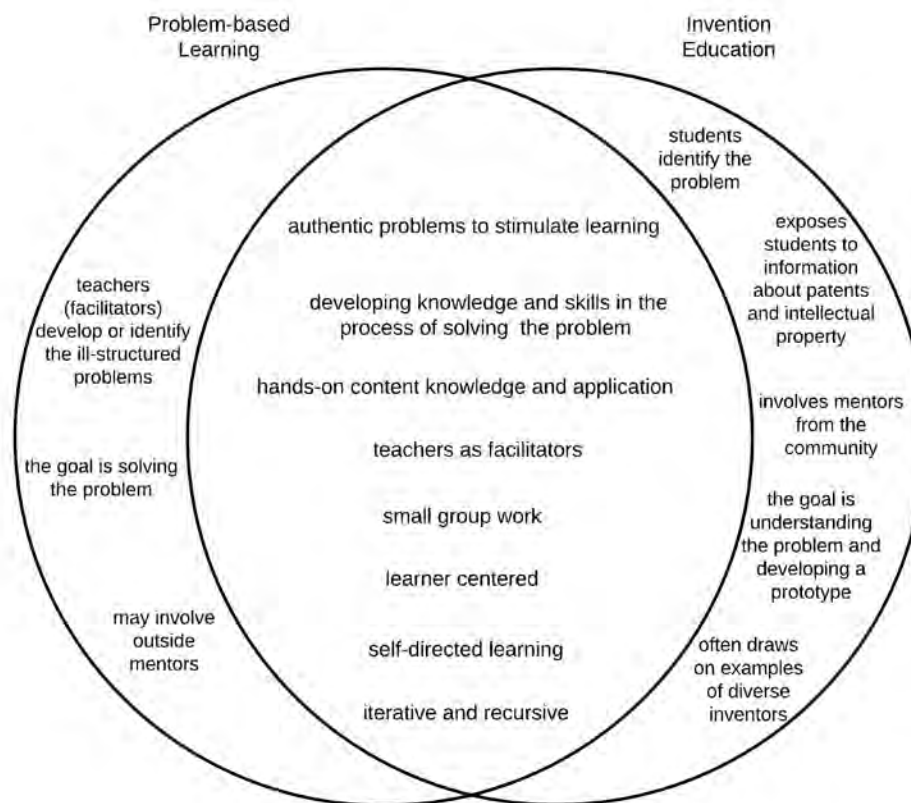 Problem-based
Learning
Invention
Education
teachers
(facilitators)
develop or identify
the ill-structured
problems
the goal is solving
the problem
may involve
outside
mentors
authentic problems to stimulate learning
developing knowledge and skills in the
process of solving the problem
hands-on content knowledge and application
teachers as facilitators
small group work
learner centered
self-directed learning
iterative and recursive
students
identify the
problem
exposes
students to
information
about patents
and intellectual
property
involves mentors
from the
community
the goal is
understanding
the problem and
developing a
prototype
often draws
on examples
of diverse
inventors